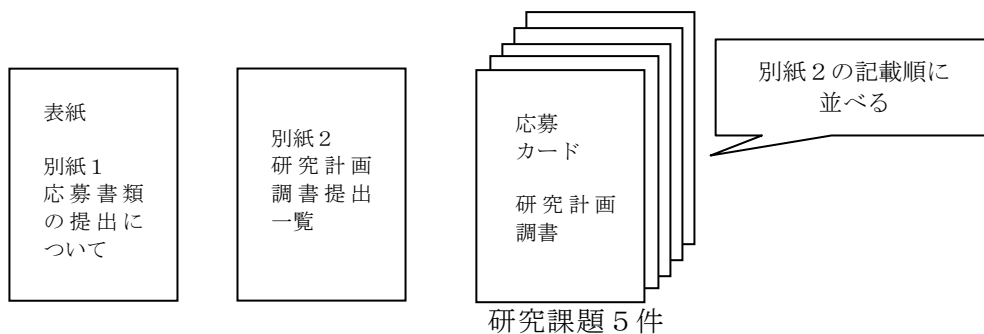 表紙
別紙１
応募書類
の提出に
ついて
別紙２
研究計画
調書提出
一覧
応募
カード
研究計画
調書
別紙２の記載順に
並べる
研究課題５件